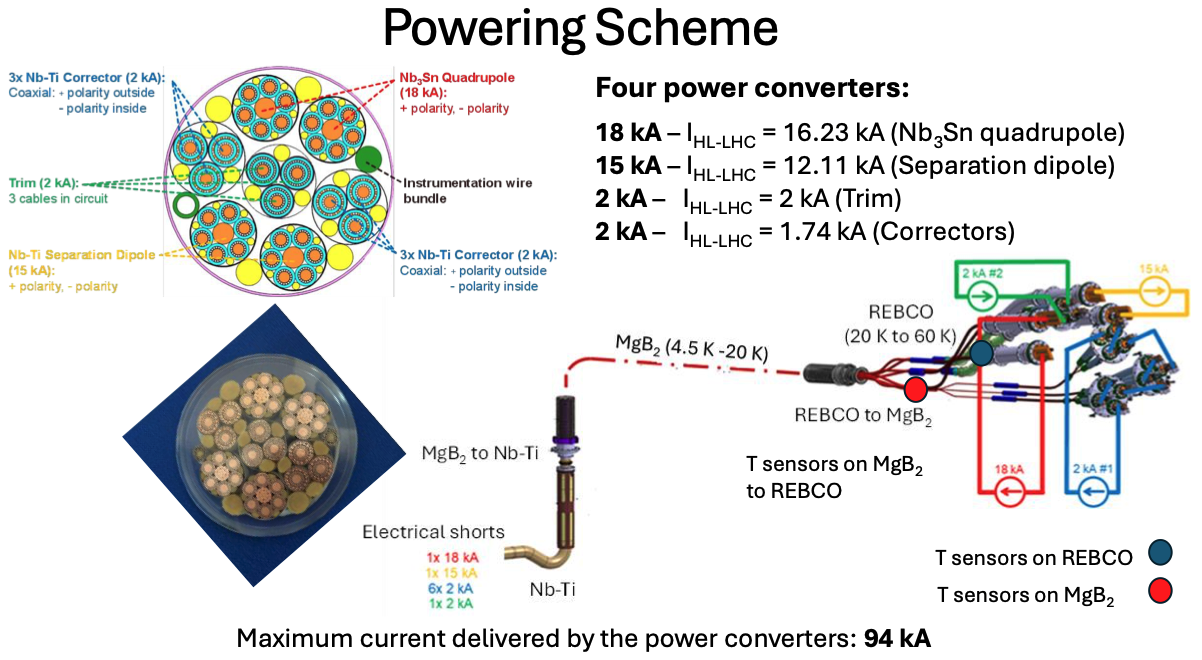 Powering Scheme
3x Nb-Ti Corrector (2 kA):
Coaxial: + polarity outside
- polarity inside
Nb3Sn Quadrupole
(18 kA):
+ polarity, - polarity
Trim (2 kA):
3 cables in circuit
Instrumentation wire
bundle
Nb-Ti Separation Dipole
(15 kA):
+ polarity, - polarity
3x Nb-Ti Corrector (2 kA):
Coaxial: + polarity outside
- polarity inside
Four power converters:
18 kA – I_HL-LHC = 16.23 kA (Nb3Sn quadrupole)
15 kA – I_HL-LHC = 12.11 kA (Separation dipole)
2 kA – I_HL-LHC = 2 kA (Trim)
2 kA – I_HL-LHC = 1.74 kA (Correctors)
2 kA #2
15 kA
REBCO
(20 K to 60 K)
MgB2 (4.5 K -20 K)
REBCO to MgB2
MgB2 to Nb-Ti
T sensors on MgB2
to REBCO
18 kA
2 kA #1
Electrical shorts
1x 18 kA
1x 15 kA
6x 2 kA
1x 2 kA
Nb-Ti
T sensors on REBCO
T sensors on MgB2
Maximum current delivered by the power converters: 94 kA